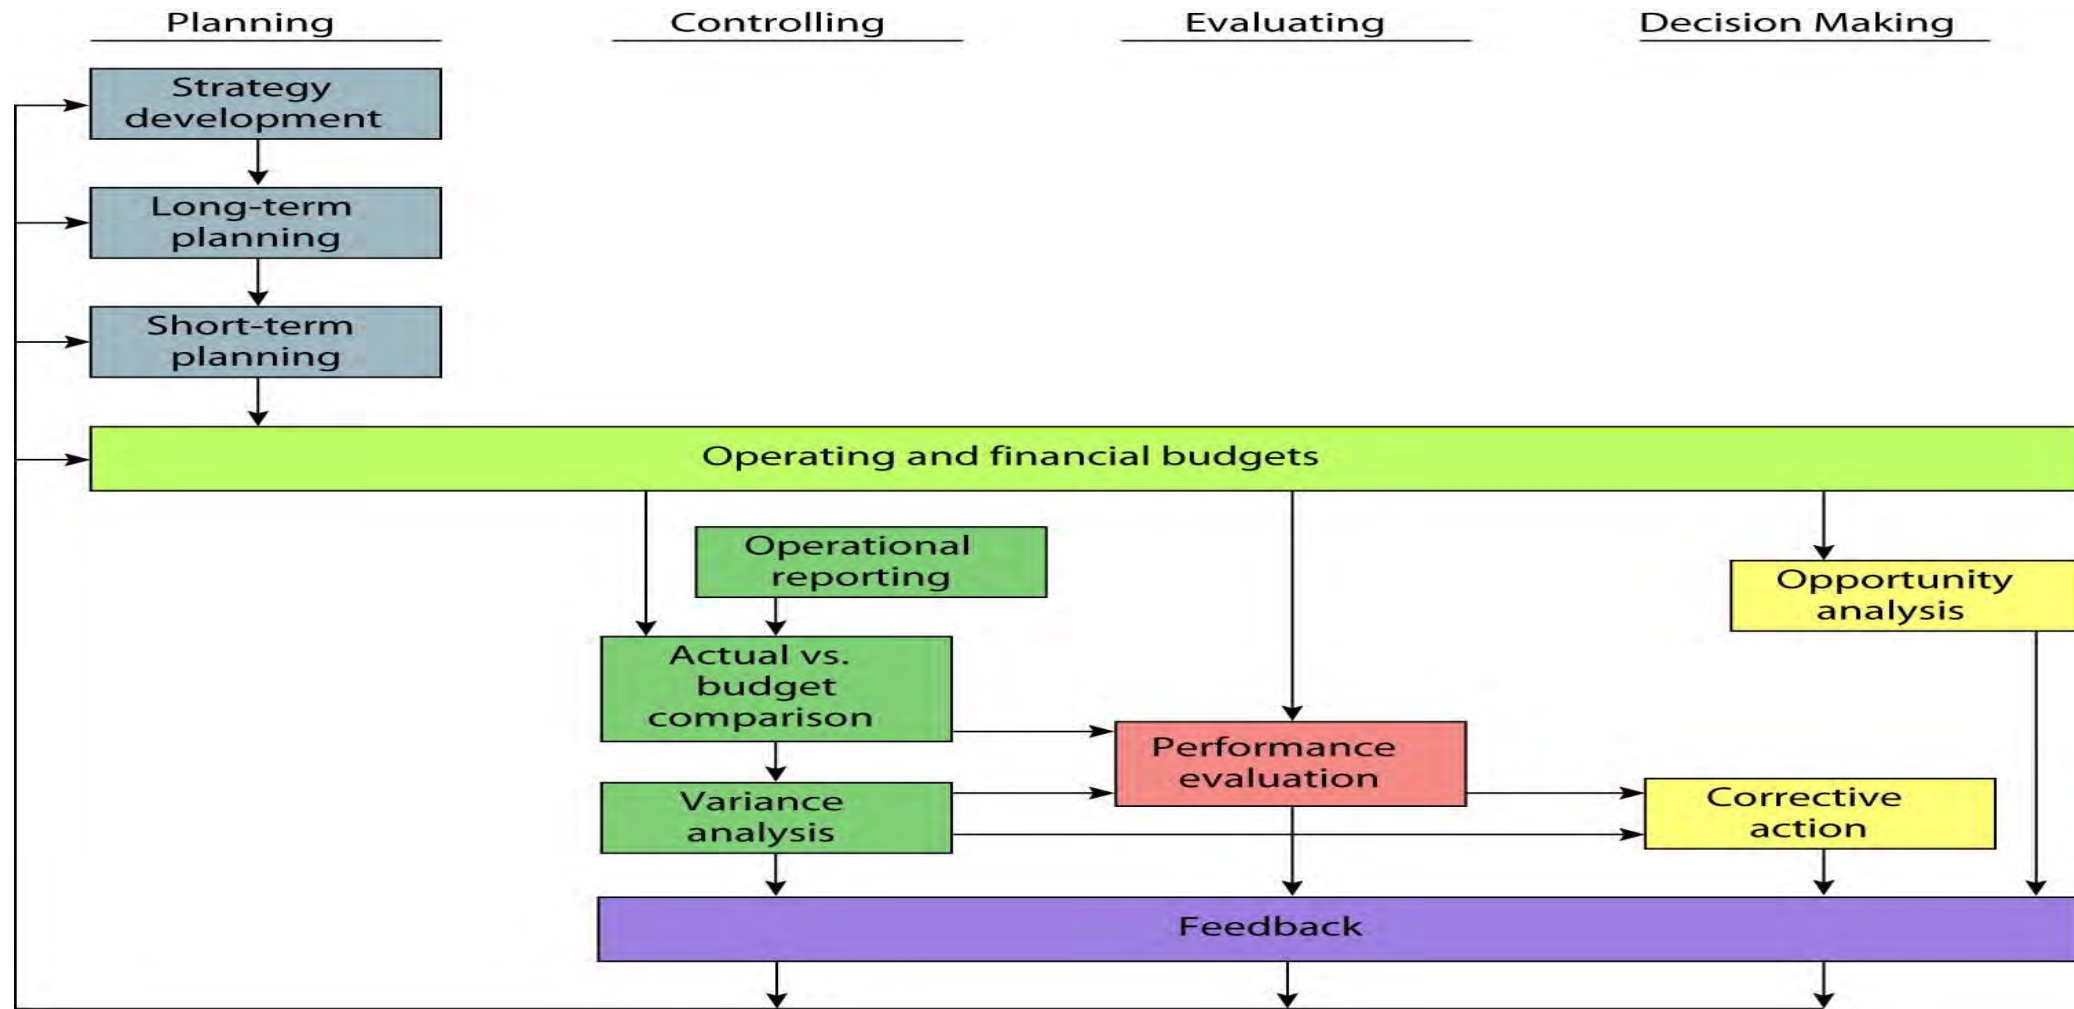 Planning
Controlling
Evaluating
Decision Making
Strategy
development
Long-term
planning
Short-term
planning
Operating and financial budgets
Operational
reporting
Opportunity
analysis
Actual vs.
budget
comparison
Performance
evaluation
Variance
analysis
Corrective
action
Feedback